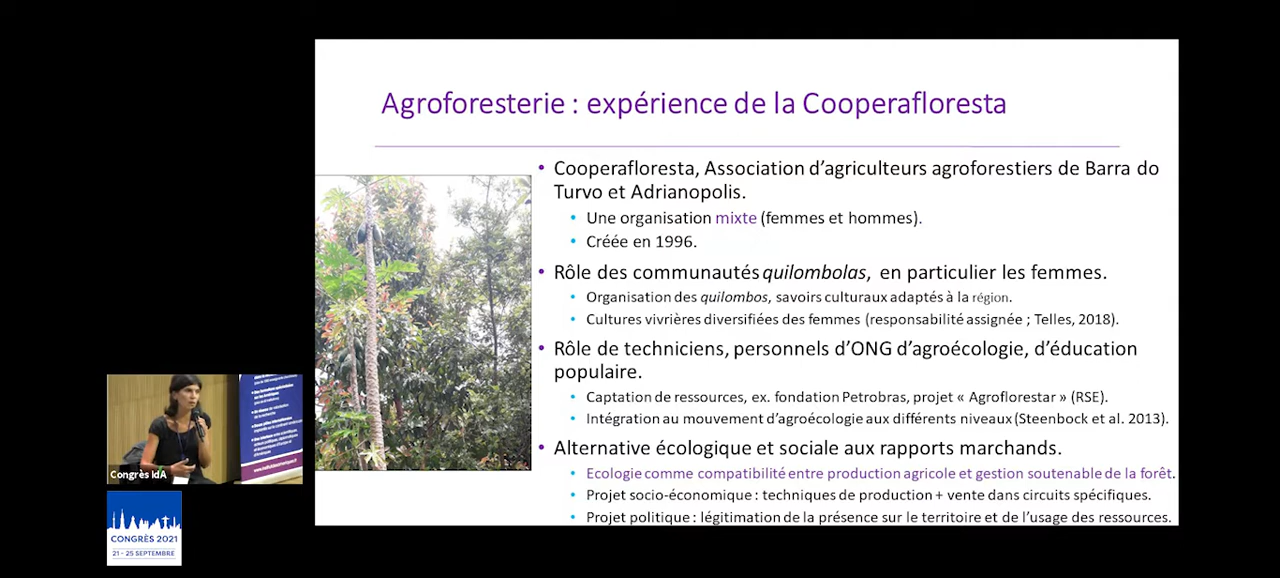 Agroforesterie : expérience de la Cooperafloresta
• Cooperafloresta, Association d’agriculteurs agroforestiers de Barra do
Turvo et Adrianopolis.
• Une organisation mixte (femmes et hommes).
• Créée en 1996.
• Rôle des communautés quilombolas, en particulier les femmes.
• Organisation des quilombos, savoirs culturaux adaptés à la région.
• Cultures vivrières diversifiées des femmes (responsabilité assignée ; Telles, 2018).
• Rôle de techniciens, personnels d’ONG d’agroécologie, d’éducation
populaire.
• Captation de ressources, ex. fondation Petrobras, projet « Agroflorestar » (RSE).
• Intégration au mouvement d’agroécologie aux différents niveaux (Steenbock et al. 2013).
• Alternative écologique et sociale aux rapports marchands.
• Ecologie comme compatibilité entre production agricole et gestion soutenable de la forêt.
• Projet socio-économique : techniques de production + vente dans circuits spécifiques.
• Projet politique : légitimation de la présence sur le territoire et de l’usage des ressources.
Congrès IdA
CONGRÈS 2021
21 - 25 SEPTEMBRE